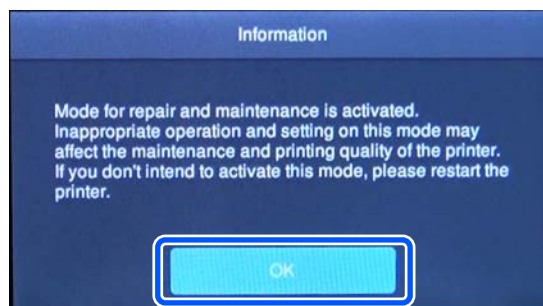 Information
Mode for repair and maintenance is activated.
Inappropriate operation and setting on this mode may
affect the maintenance and printing quality of the printer.
If you don't intend to activate this mode, please restart the
printer.
OK